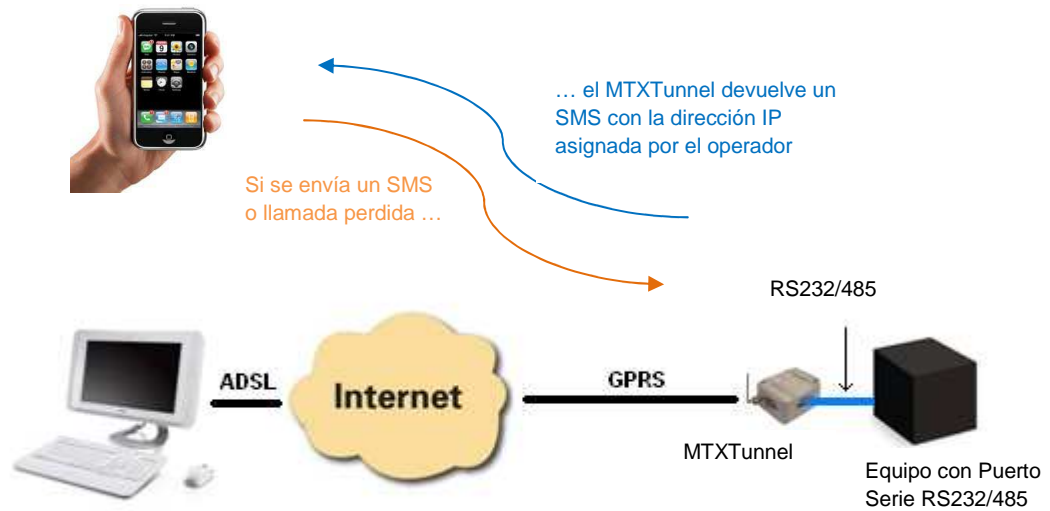 … el MTXTunnel devuelve un
SMS con la dirección IP
asignada por el operador
Si se envía un SMS
o llamada perdida …
RS232/485
ADSL
Internet
GPRS
MTXTunnel
Equipo con Puerto
Serie RS232/485